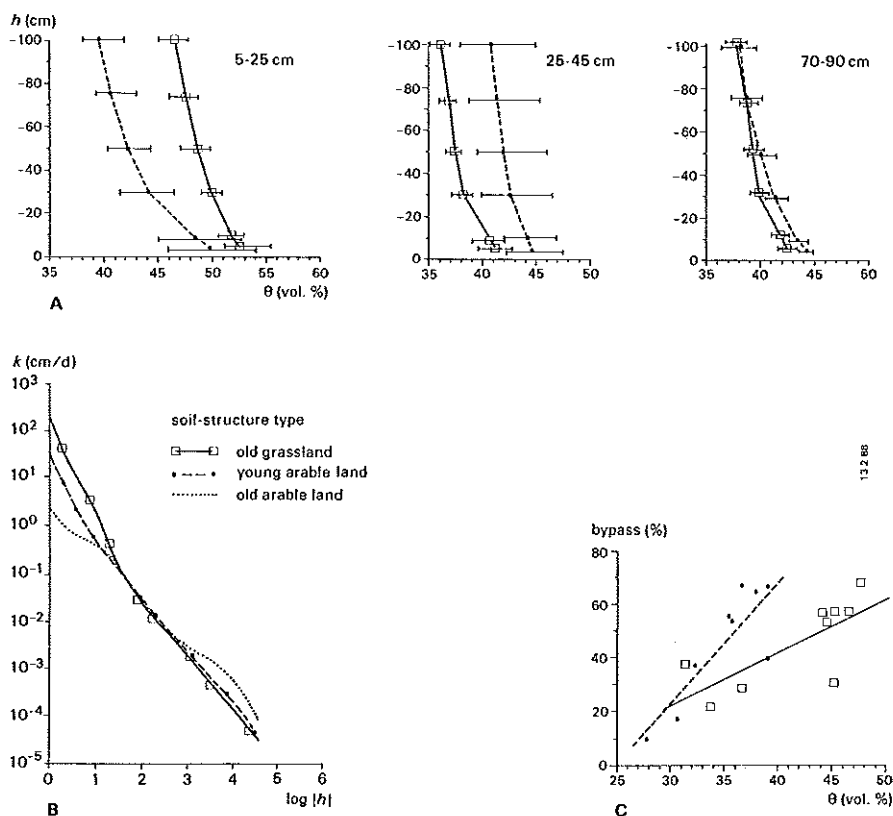 h (cm)
-100
-80
-60
-40
-20
0
35 40 45 50 55 60
θ (vol. %)
5-25 cm
A
-100
-80
-60
-40
-20
0
35 40 45 50
25-45 cm
-100
-80
-60
-40
-20
0
35 40 45 50
70-90 cm
k (cm/d)
10³
10²
10¹
10⁰
10⁻¹
10⁻²
10⁻³
10⁻⁴
10⁻⁵
0 1 2 3 4 5 6
log |h|
B
soil-structure type
old grassland
young arable land
old arable land
13 2 88
bypass (%)
80
60
40
20
0
25 30 35 40 45 50
θ (vol. %)
C